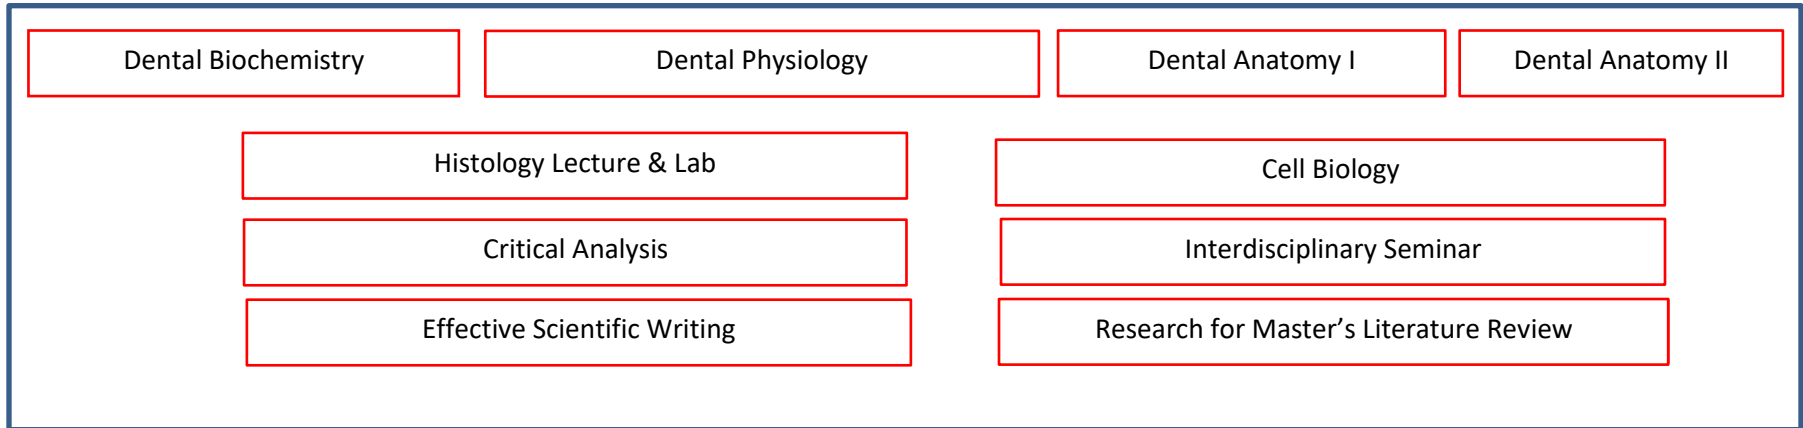 Dental Biochemistry
Dental Physiology
Dental Anatomy I
Dental Anatomy II
Histology Lecture & Lab
Cell Biology
Critical Analysis
Interdisciplinary Seminar
Effective Scientific Writing
Research for Master’s Literature Review